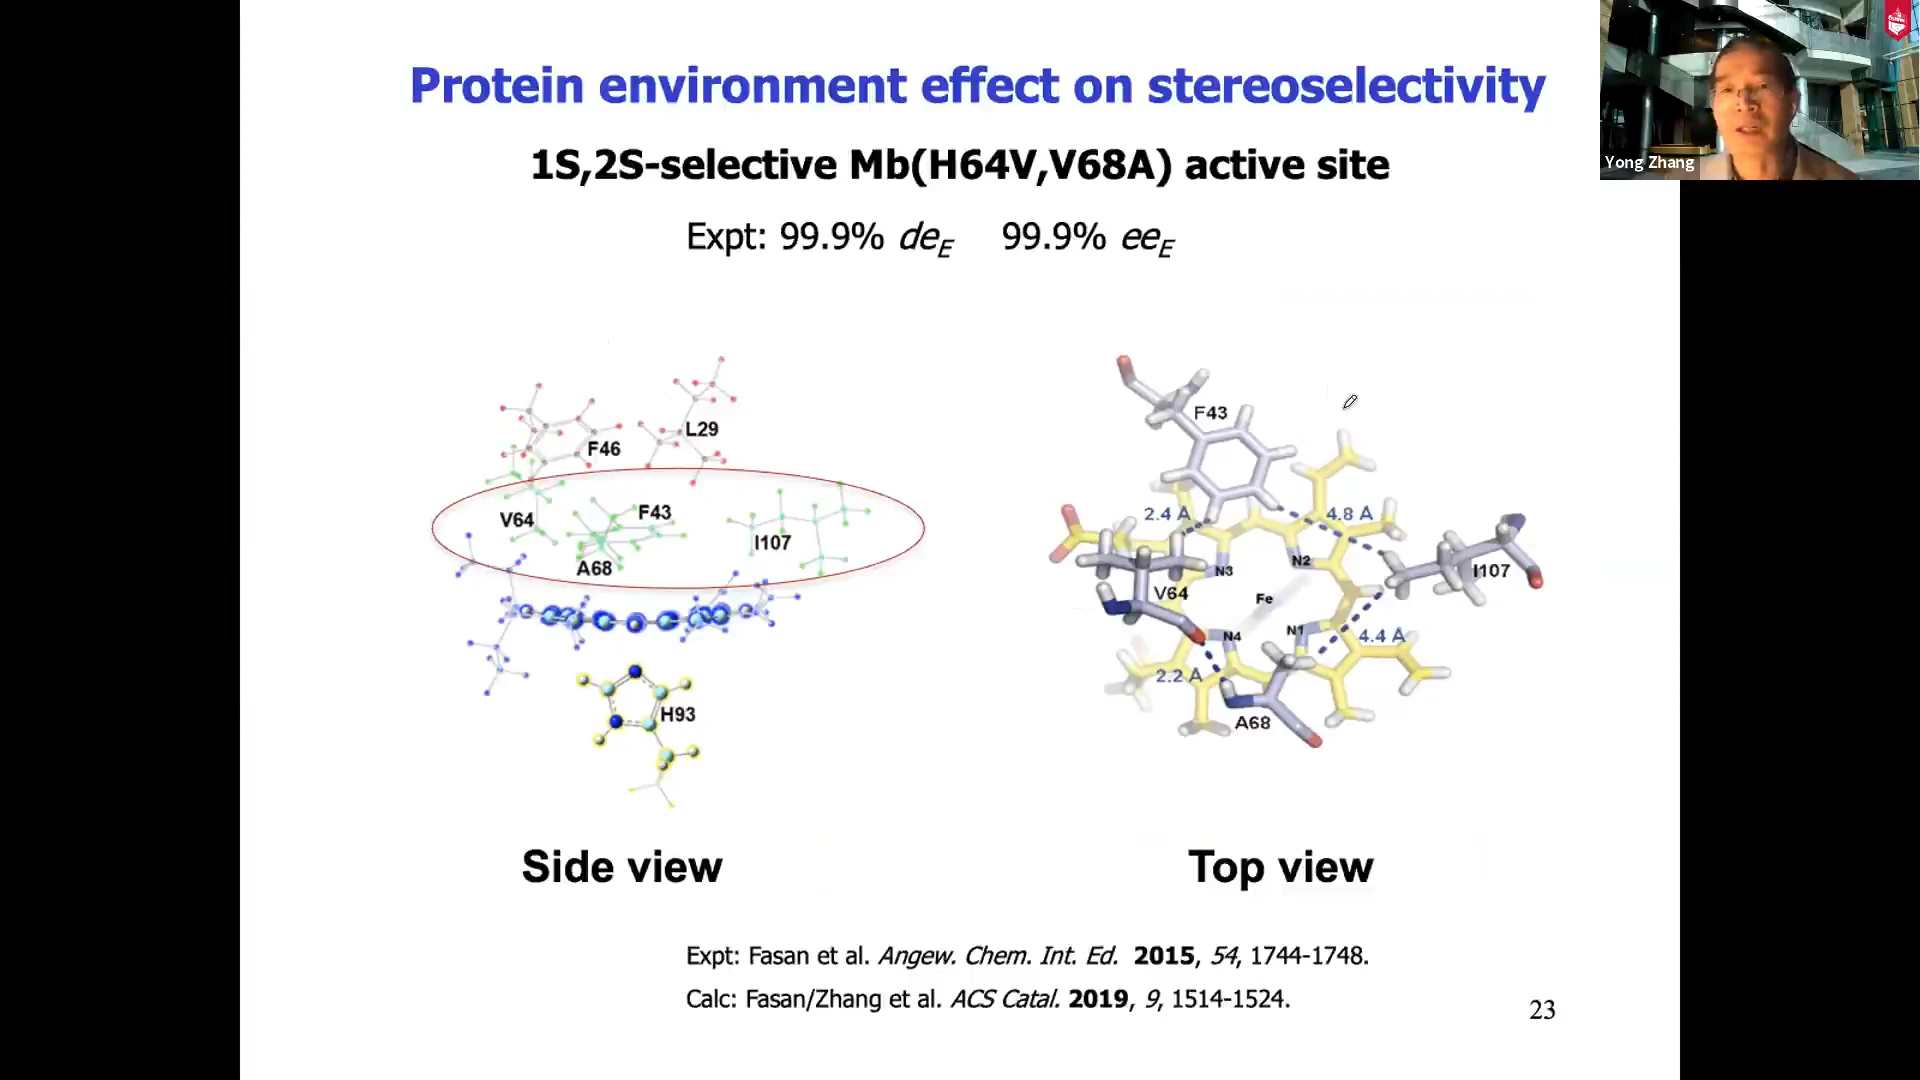 Protein environment effect on stereoselectivity
Yong Zhang
1S,2S-selective Mb(H64V,V68A) active site
Expt: 99.9% deE 99.9% eeE
F46
L29
V64
F43
I107
A68
H93
F43
2.4 Å
4.8 Å
N3
N2
I107
V64
Fe
N4
N1
4.4 Å
2.2 Å
A68
Side view
Top view
Expt: Fasan et al. Angew. Chem. Int. Ed. 2015, 54, 1744-1748.
Calc: Fasan/Zhang et al. ACS Catal. 2019, 9, 1514-1524.
23